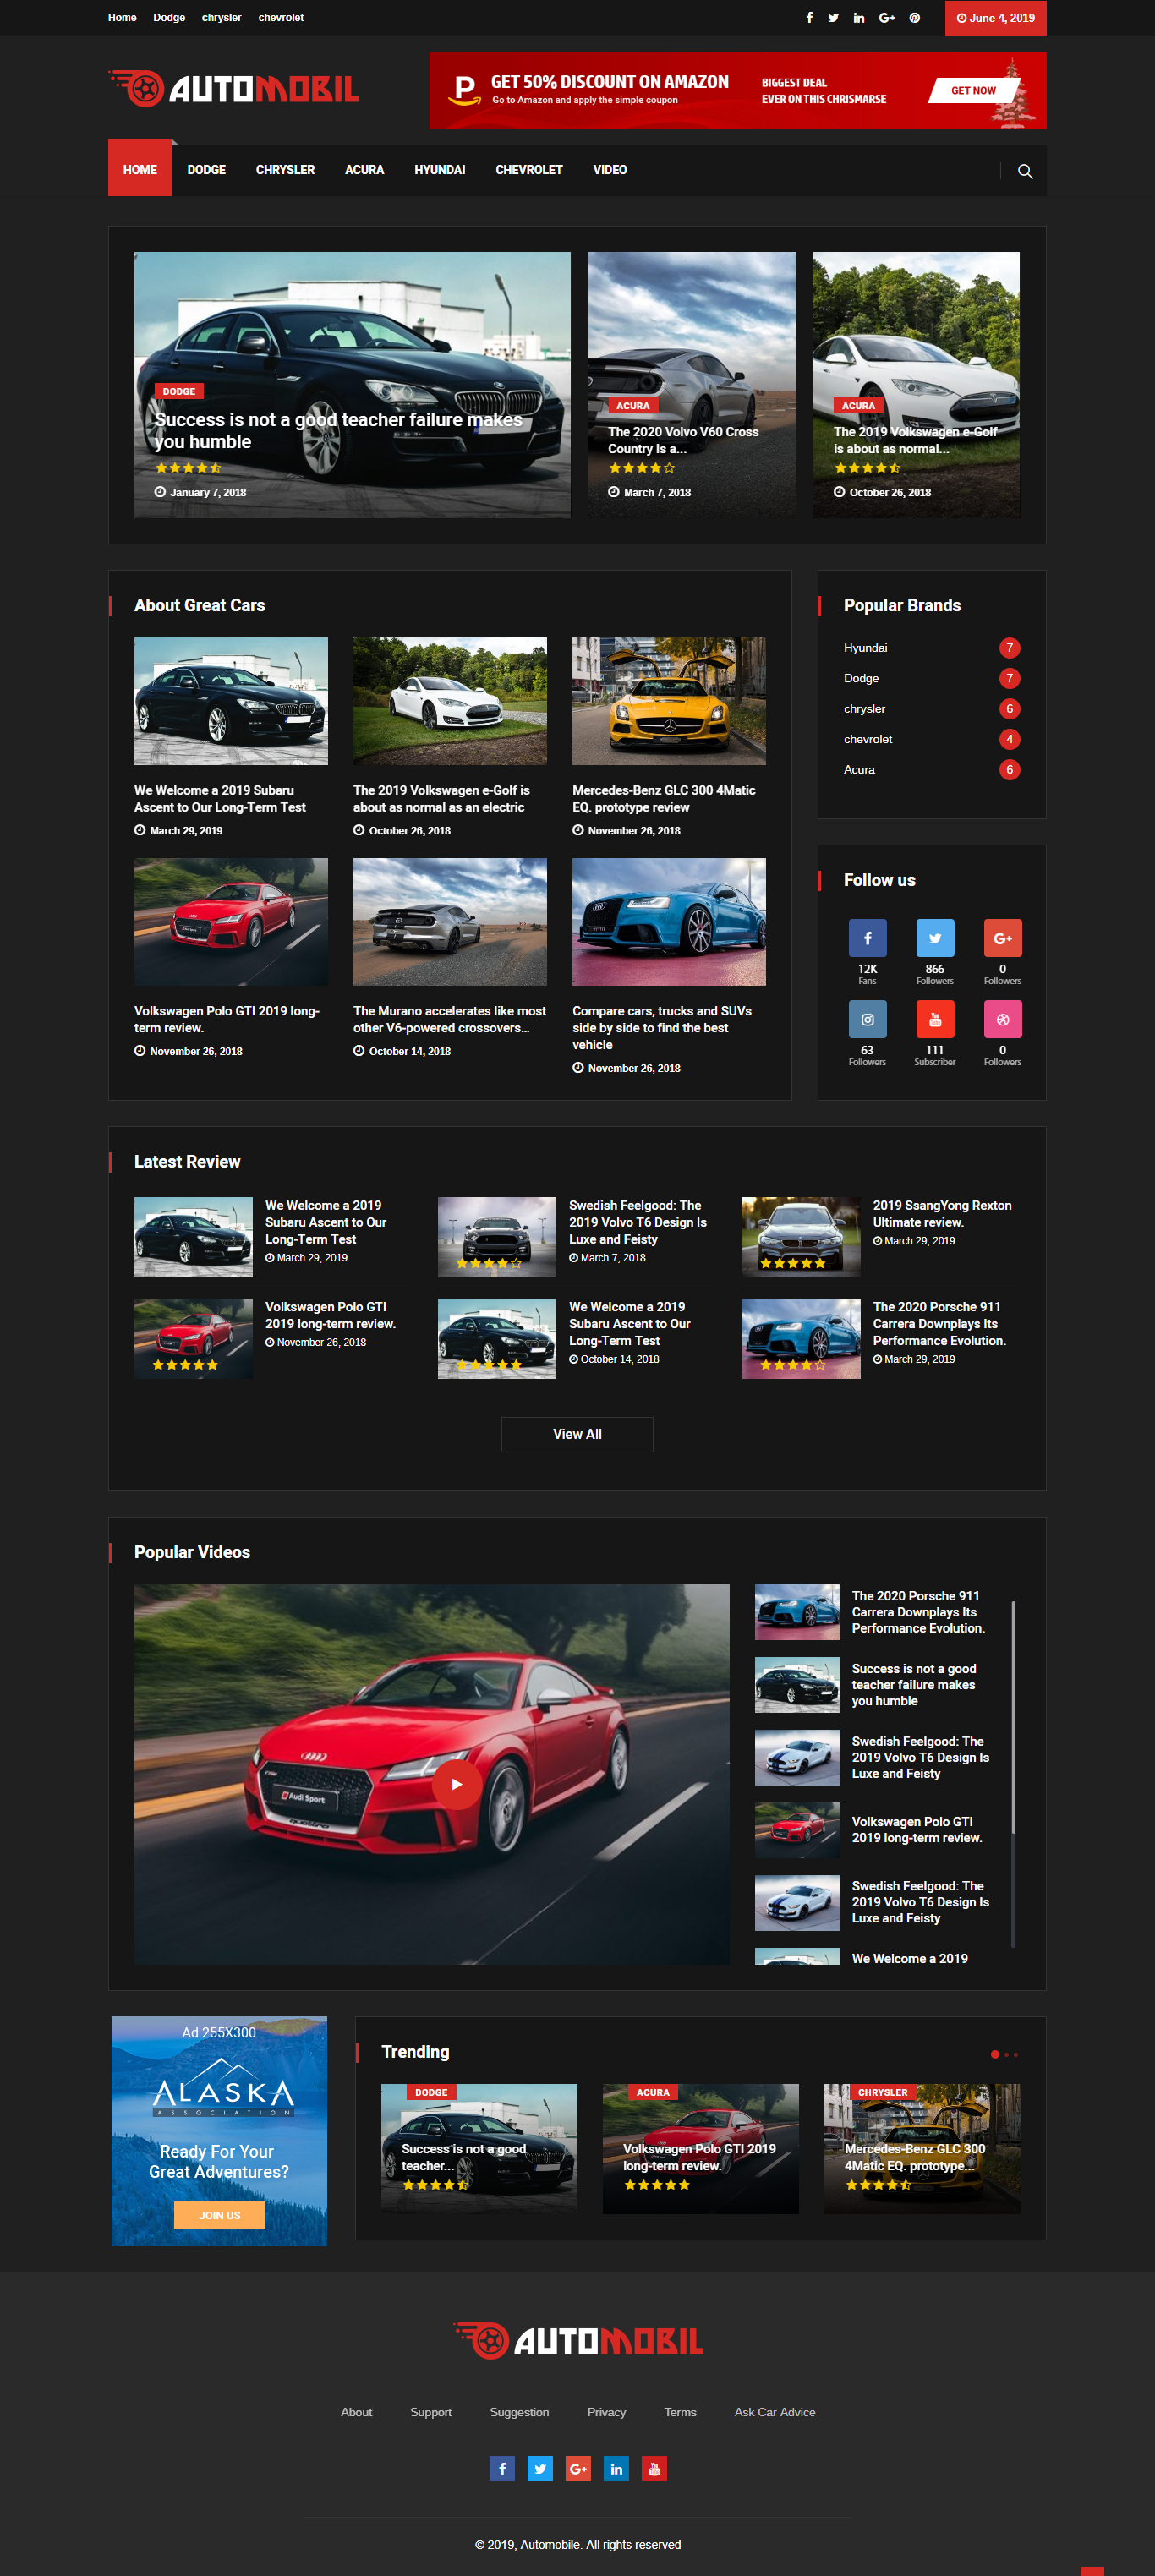 Home Dodge chrysler chevrolet
June 4, 2019
AUTOMOBIL
GET 50% DISCOUNT ON AMAZON
Go to Amazon and apply the simple coupon
BIGGEST DEAL
EVER ON THIS CHRISMARSE
GET NOW
HOME DODGE CHRYSLER ACURA HYUNDAI CHEVROLET VIDEO
DODGE
Success is not a good teacher failure makes
you humble
January 7, 2018
ACURA
The 2020 Volvo V60 Cross
Country Is a...
March 7, 2018
ACURA
The 2019 Volkswagen e-Golf
is about as normal...
October 26, 2018
About Great Cars
We Welcome a 2019 Subaru
Ascent to Our Long-Term Test
March 29, 2019
The 2019 Volkswagen e-Golf is
about as normal as an electric
October 26, 2018
Mercedes-Benz GLC 300 4Matic
EQ. prototype review
November 26, 2018
Volkswagen Polo GTI 2019 long-
term review.
November 26, 2018
The Murano accelerates like most
other V6-powered crossovers...
October 14, 2018
Compare cars, trucks and SUVs
side by side to find the best
vehicle
November 26, 2018
Popular Brands
Hyundai 7
Dodge 7
chrysler 6
chevrolet 4
Acura 6
Follow us
12K 866 0
Fans Followers Followers
63 111 0
Followers Subscriber Followers
Latest Review
We Welcome a 2019
Subaru Ascent to Our
Long-Term Test
March 29, 2019
Swedish Feelgood: The
2019 Volvo T6 Design Is
Luxe and Feisty
March 7, 2018
2019 SsangYong Rexton
Ultimate review.
March 29, 2019
Volkswagen Polo GTI
2019 long-term review.
November 26, 2018
We Welcome a 2019
Subaru Ascent to Our
Long-Term Test
October 14, 2018
The 2020 Porsche 911
Carrera Downplays Its
Performance Evolution.
March 29, 2019
View All
Popular Videos
Audi Sport
quattro
The 2020 Porsche 911
Carrera Downplays Its
Performance Evolution.
Success is not a good
teacher failure makes
you humble
Swedish Feelgood: The
2019 Volvo T6 Design Is
Luxe and Feisty
Volkswagen Polo GTI
2019 long-term review.
Swedish Feelgood: The
2019 Volvo T6 Design Is
Luxe and Feisty
We Welcome a 2019
Ad 255X300
ALASKA
ASSOCIATION
Ready For Your
Great Adventures?
JOIN US
Trending
DODGE
Success is not a good
teacher...
ACURA
Volkswagen Polo GTI 2019
long-term review.
CHRYSLER
Mercedes-Benz GLC 300
4Matic EQ. prototype...
AUTOMOBIL
About Support Suggestion Privacy Terms Ask Car Advice
© 2019, Automobile. All rights reserved